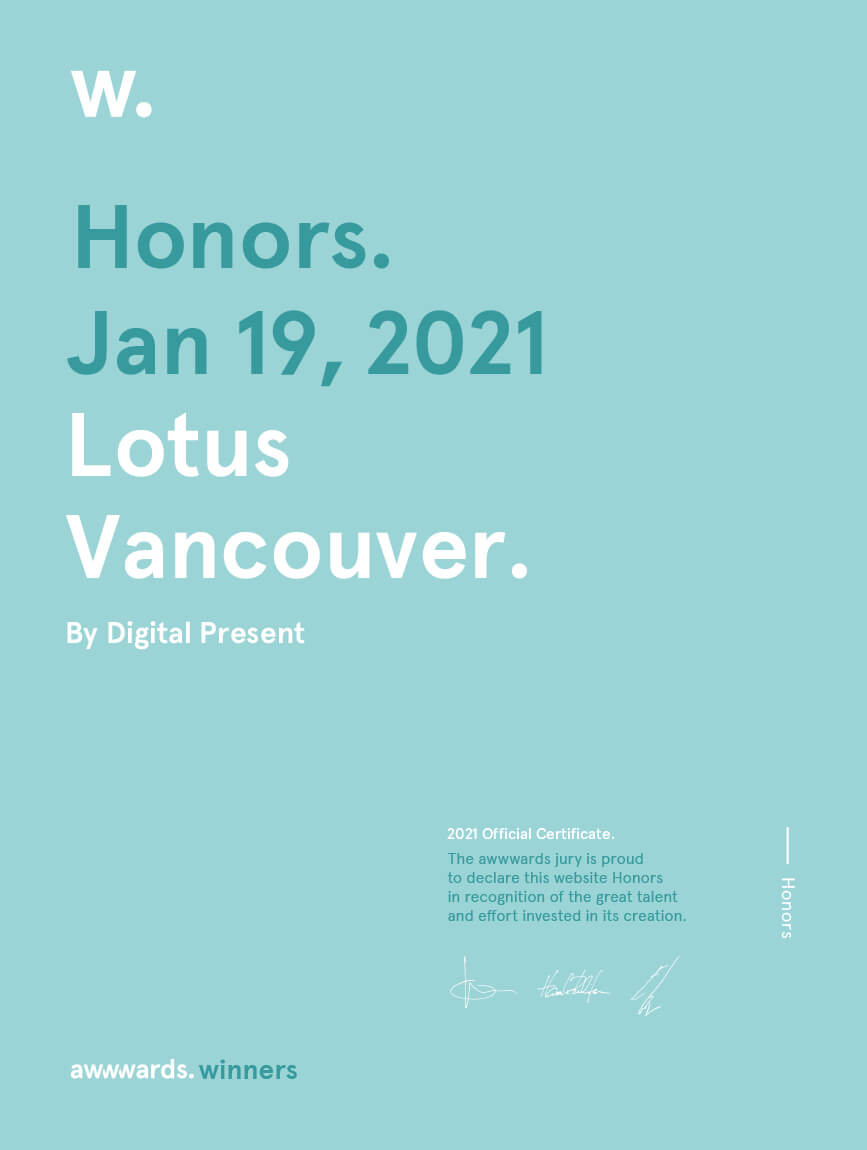 w.
Honors.
Jan 19, 2021
Lotus
Vancouver.
By Digital Present
2021 Official Certificate.
The awwwards jury is proud
to declare this website Honors
in recognition of the great talent
and effort invested in its creation.
Honors
awwwards. winners